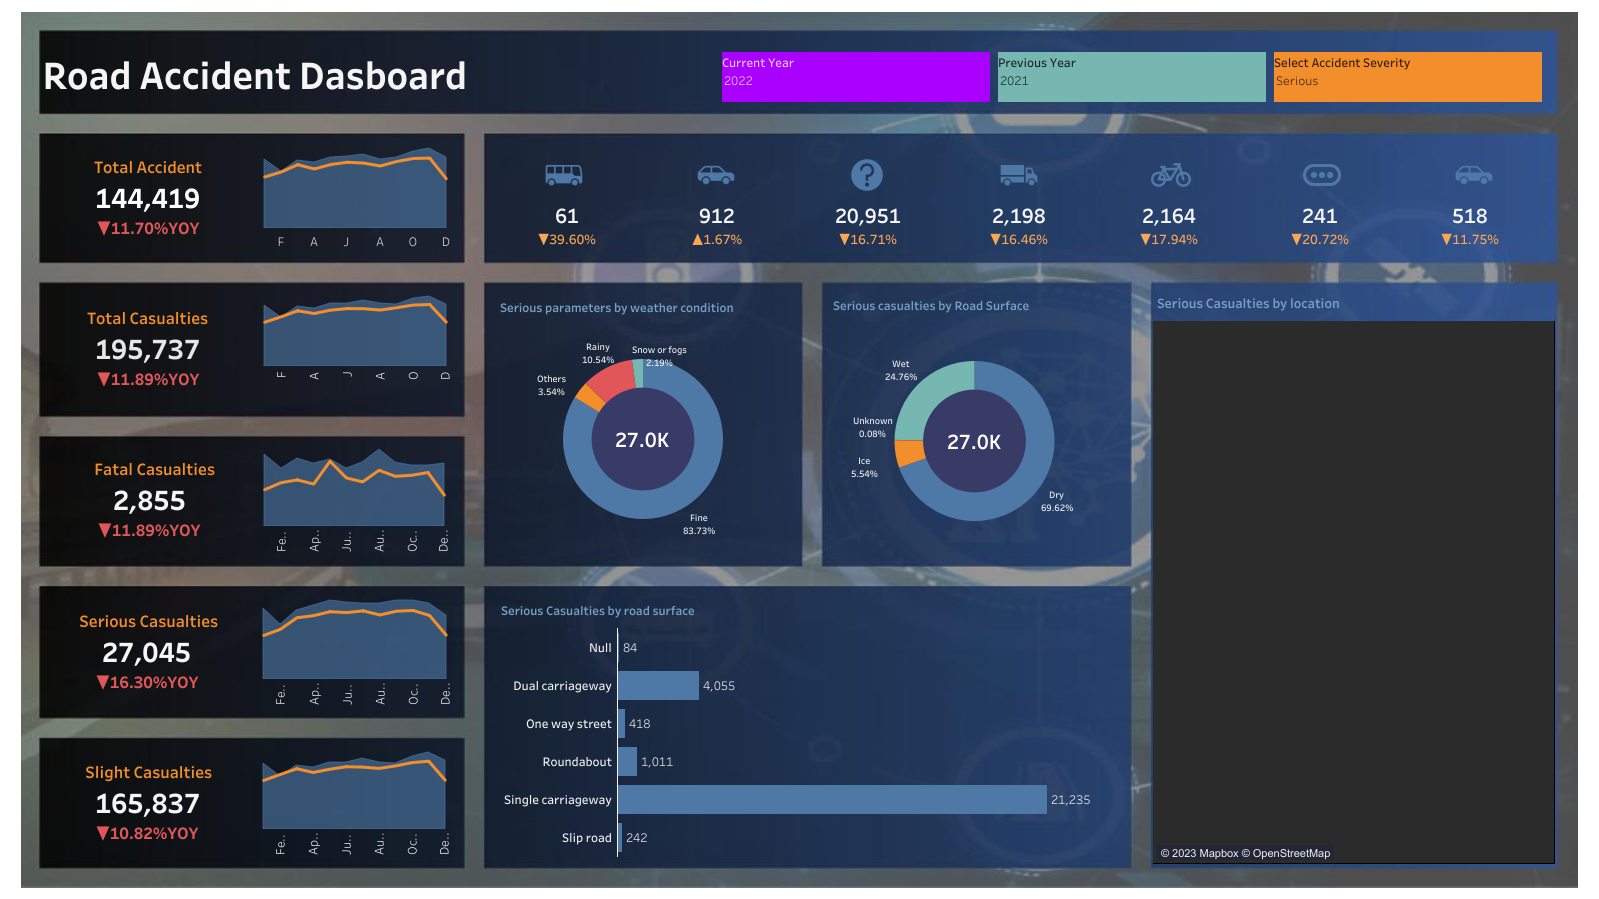 Road Accident Dasboard
Current Year
2022
Previous Year
2021
Select Accident Severity
Serious
Total Accident
144,419
▼11.70%YOY
F A J A O D
61
▼39.60%
912
▲1.67%
20,951
▼16.71%
2,198
▼16.46%
2,164
▼17.94%
241
▼20.72%
518
▼11.75%
Total Casualties
195,737
▼11.89%YOY
F A J A O D
Fatal Casualties
2,855
▼11.89%YOY
Fe.. Ap.. Ju.. Au.. Oc.. De..
Serious Casualties
27,045
▼16.30%YOY
Fe.. Ap.. Ju.. Au.. Oc.. De..
Slight Casualties
165,837
▼10.82%YOY
Fe.. Ap.. Ju.. Au.. Oc.. De..
Serious parameters by weather condition
Rainy
10.54%
Snow or fogs
2.19%
Others
3.54%
27.0K
Fine
83.73%
Serious casualties by Road Surface
Wet
24.76%
Unknown
0.08%
Ice
5.54%
27.0K
Dry
69.62%
Serious Casualties by location
© 2023 Mapbox © OpenStreetMap
Serious Casualties by road surface
Null 84
Dual carriageway 4,055
One way street 418
Roundabout 1,011
Single carriageway 21,235
Slip road 242